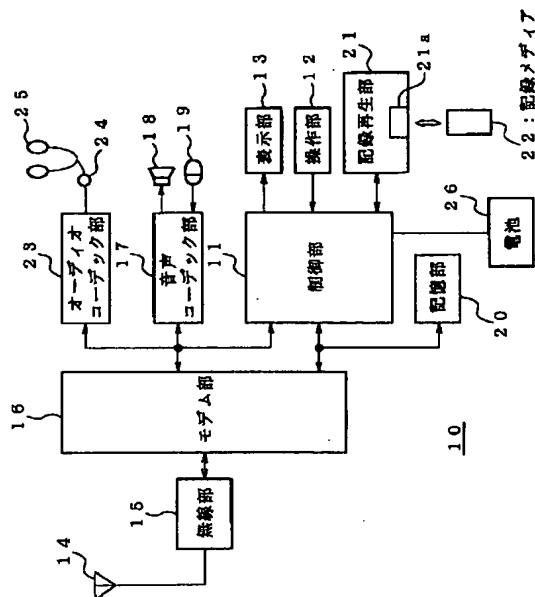 25
24
18
19
23
オーディオ
コーデック部
17
音声
コーデック部
13
表示部
12
操作部
21
記録再生部
21a
22:記録メディア
11
制御部
26
電池
記憶部
20
16
モデム部
15
無線部
14
10